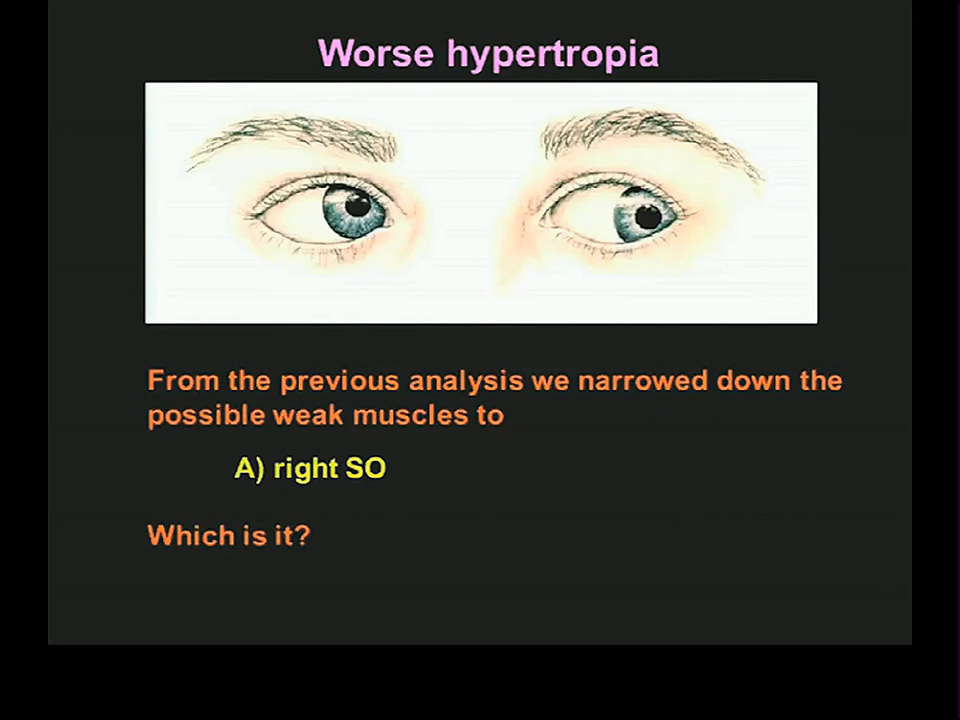 Worse hypertropia
From the previous analysis we narrowed down the
possible weak muscles to
A) right SO
Which is it?